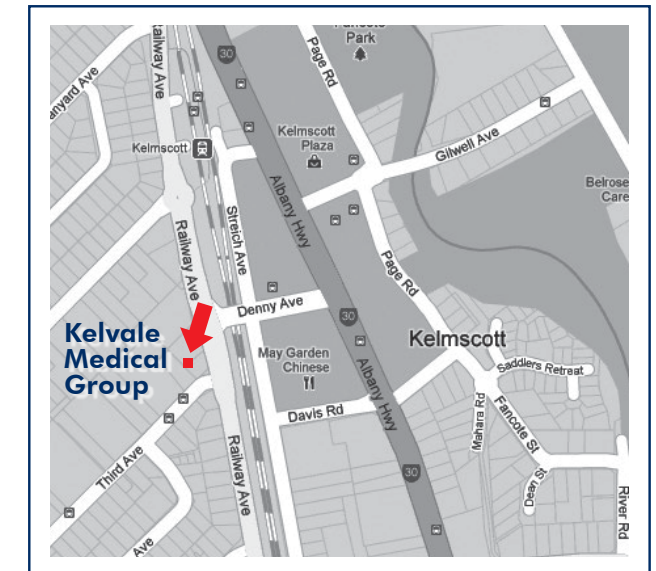 Park
30
Railway Ave
Page Rd
Kelmscott
Plaza
Kelmscott
Gilwell Ave
Albany Hwy
Belrose
Care
Streich Ave
Railway Ave
Page Rd
Denny Ave
30
Kelvale
Medical
Group
Kelmscott
May Garden
Chinese
Saddlers Retreat
Albany Hwy
Davis Rd
Mahara Rd
Fancote St
Third Ave
Railway Ave
30
Dean St
River Rd
Ave